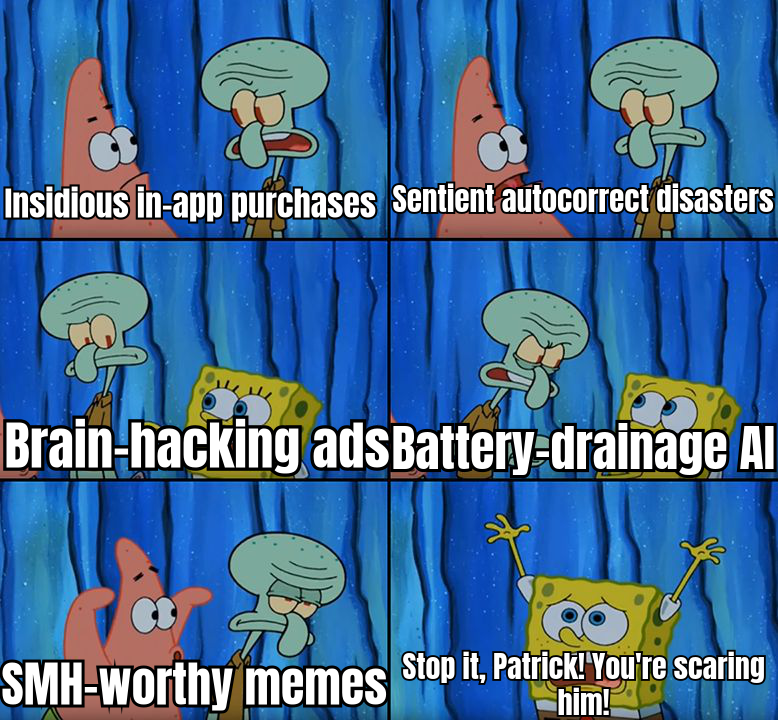 Insidious in-app purchases
Sentient autocorrect disasters
Brain-hacking ads
Battery-drainage AI
SMH-worthy memes
Stop it, Patrick! You're scaring
him!